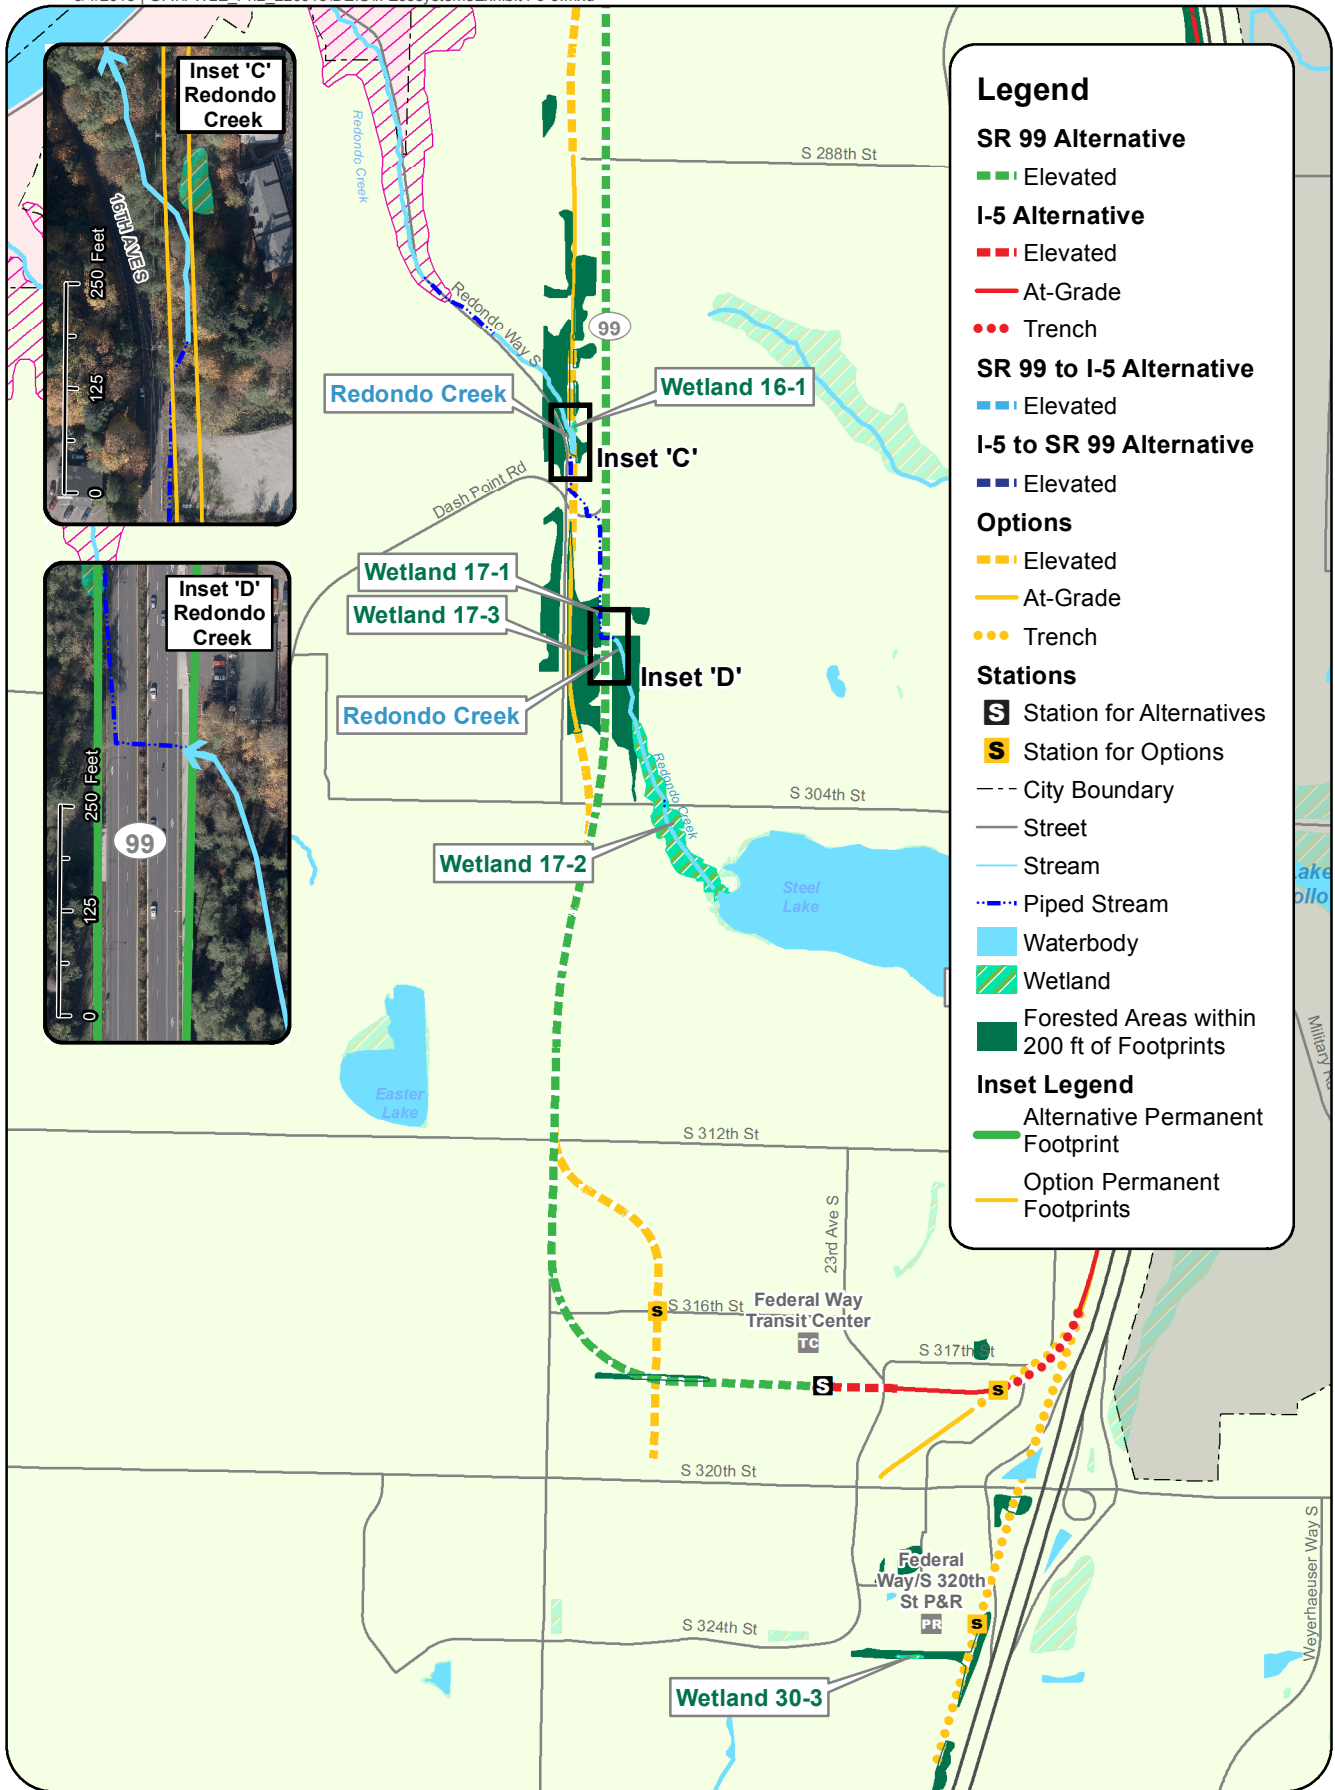 Inset 'C'
Redondo
Creek
16TH AVE S
250 Feet
125
0
Inset 'D'
Redondo
Creek
99
250 Feet
125
0
Redondo Creek
S 288th St
Redondo Way S
99
Redondo Creek
Wetland 16-1
Inset 'C'
Dash Point Rd
Wetland 17-1
Wetland 17-3
Inset 'D'
Redondo Creek
Redondo Creek
S 304th St
Wetland 17-2
Steel
Lake
Easter
Lake
S 312th St
23rd Ave S
S
S 316th St
Federal Way
Transit Center
TC
S 317th St
S
S
S 320th St
Federal
Way/S 320th
St P&R
PR
S
S 324th St
Wetland 30-3
Weyerhaeuser Way S
Legend
SR 99 Alternative
Elevated
I-5 Alternative
Elevated
At-Grade
Trench
SR 99 to I-5 Alternative
Elevated
I-5 to SR 99 Alternative
Elevated
Options
Elevated
At-Grade
Trench
Stations
S Station for Alternatives
S Station for Options
City Boundary
Street
Stream
Piped Stream
Waterbody
Wetland
Forested Areas within
200 ft of Footprints
Inset Legend
Alternative Permanent
Footprint
Option Permanent
Footprints
Military